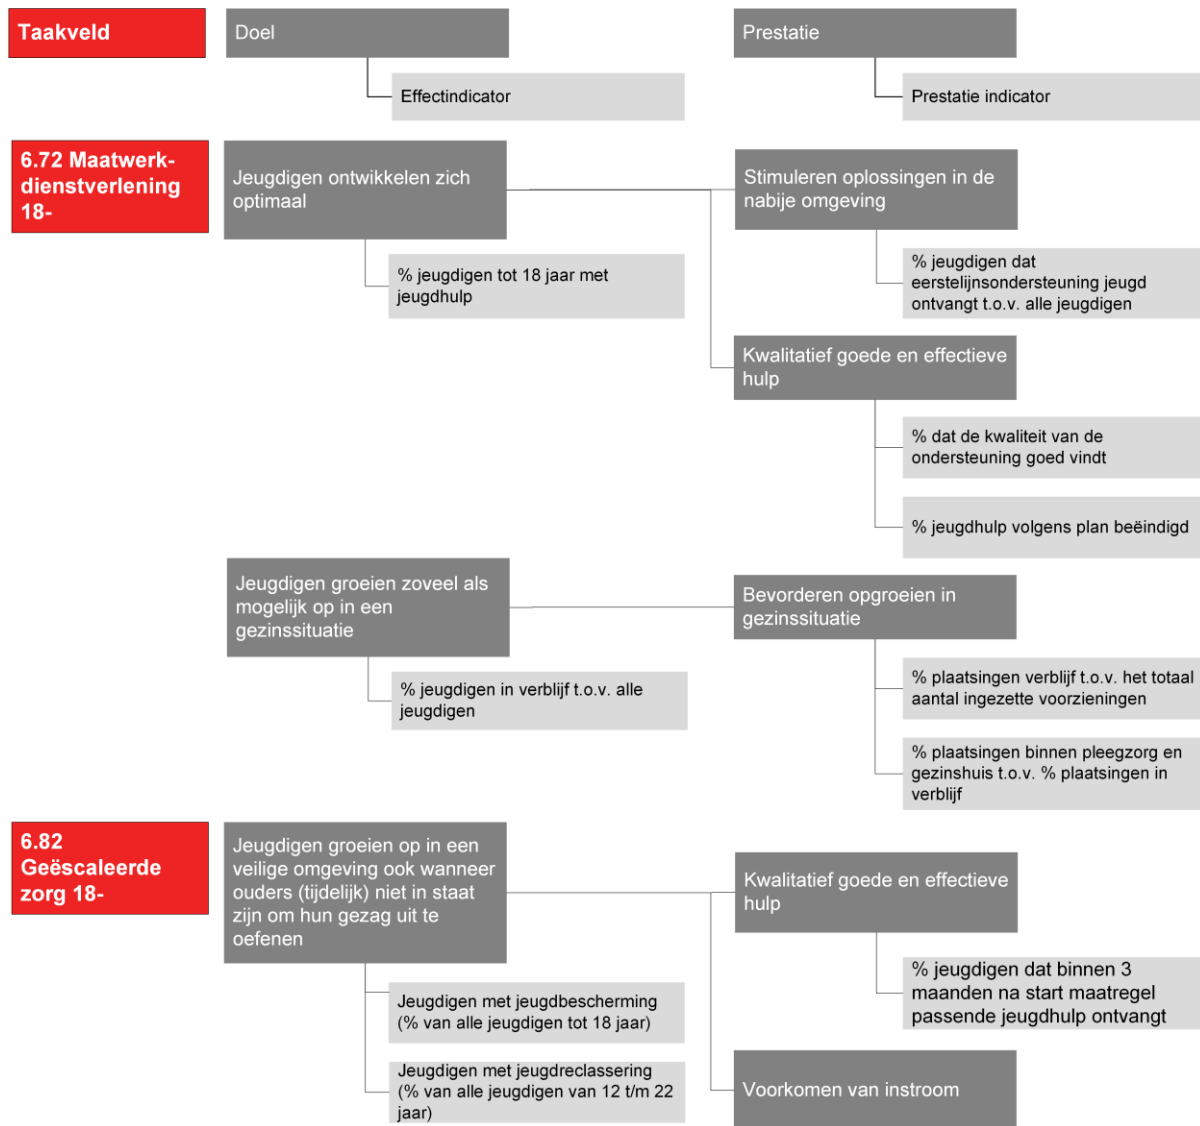 Taakveld
Doel
Prestatie
Effectindicator
Prestatie indicator
6.72 Maatwerk-
dienstverlening
18-
Jeugdigen ontwikkelen zich
optimaal
Stimuleren oplossingen in de
nabije omgeving
% jeugdigen tot 18 jaar met
jeugdhulp
% jeugdigen dat
eerstelijnsondersteuning jeugd
ontvangt t.o.v. alle jeugdigen
Kwalitatief goede en effectieve
hulp
% dat de kwaliteit van de
ondersteuning goed vindt
% jeugdhulp volgens plan beëindigd
Jeugdigen groeien zoveel als
mogelijk op in een
gezinssituatie
Bevorderen opgroeien in
gezinssituatie
% jeugdigen in verblijf t.o.v. alle
jeugdigen
% plaatsingen verblijf t.o.v. het totaal
aantal ingezette voorzieningen
% plaatsingen binnen pleegzorg en
gezinshuis t.o.v. % plaatsingen in
verblijf
6.82
Geëscaleerde
zorg 18-
Jeugdigen groeien op in een
veilige omgeving ook wanneer
ouders (tijdelijk) niet in staat
zijn om hun gezag uit te
oefenen
Kwalitatief goede en effectieve
hulp
% jeugdigen dat binnen 3
maanden na start maatregel
passende jeugdhulp ontvangt
Jeugdigen met jeugdbescherming
(% van alle jeugdigen tot 18 jaar)
Jeugdigen met jeugdreclassering
(% van alle jeugdigen van 12 t/m 22
jaar)
Voorkomen van instroom